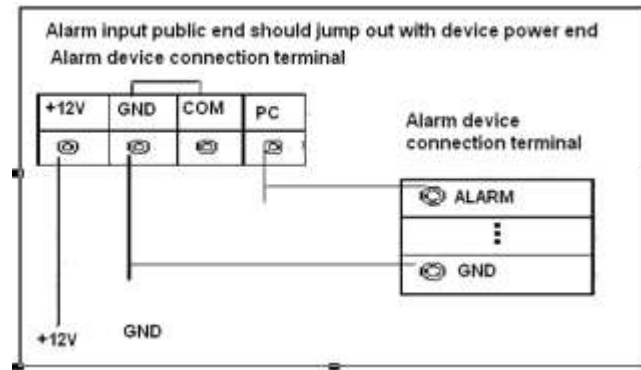 Alarm input public end should jump out with device power end
Alarm device connection terminal
+12V GND COM PC
Alarm device
connection terminal
ALARM
GND
+12V GND